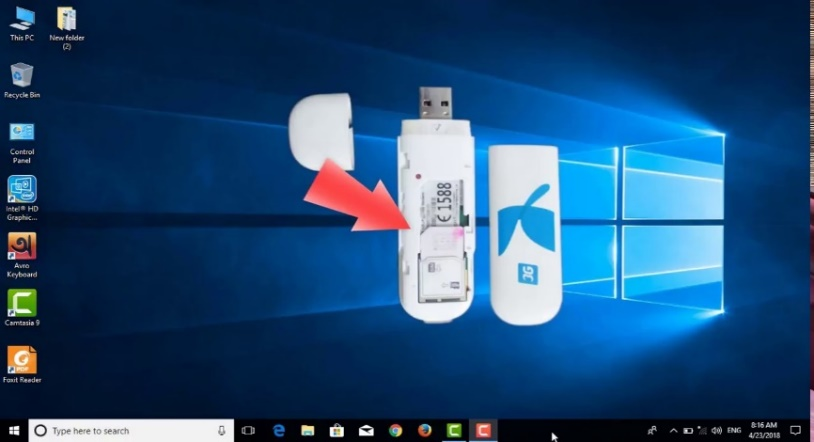 This PC
New folder
(2)
Recycle Bin
Control
Panel
Intel® HD
Graphic...
Avro
Keyboard
Camtasia 9
PDF
Foxit Reader
C€ 1588
3G
Type here to search
ENG
8:16 AM
4/23/2018